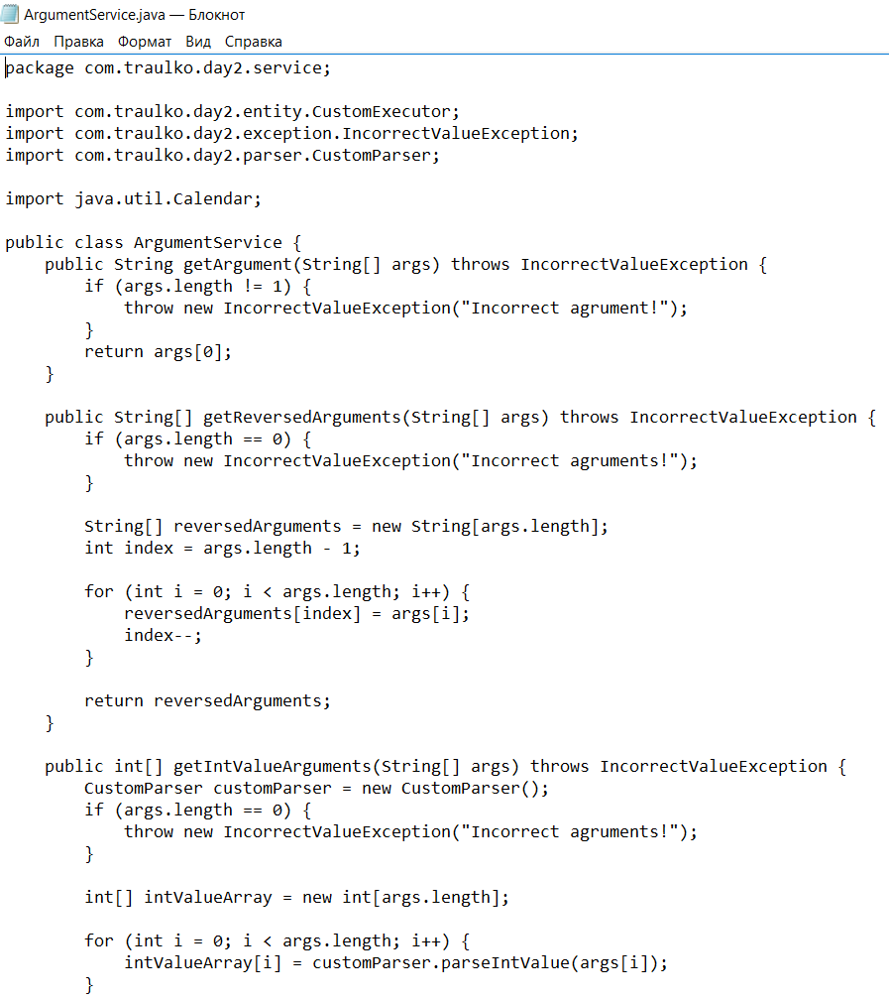 ArgumentService.java — Блокнот
Файл Правка Формат Вид Справка
package com.traulko.day2.service;
import com.traulko.day2.entity.CustomExecutor;
import com.traulko.day2.exception.IncorrectValueException;
import com.traulko.day2.parser.CustomParser;
import java.util.Calendar;
public class ArgumentService {
    public String getArgument(String[] args) throws IncorrectValueException {
        if (args.length != 1) {
            throw new IncorrectValueException("Incorrect agrument!");
        }
        return args[0];
    }
    public String[] getReversedArguments(String[] args) throws IncorrectValueException {
        if (args.length == 0) {
            throw new IncorrectValueException("Incorrect agruments!");
        }
        String[] reversedArguments = new String[args.length];
        int index = args.length - 1;
        for (int i = 0; i < args.length; i++) {
            reversedArguments[index] = args[i];
            index--;
        }
        return reversedArguments;
    }
    public int[] getIntValueArguments(String[] args) throws IncorrectValueException {
        CustomParser customParser = new CustomParser();
        if (args.length == 0) {
            throw new IncorrectValueException("Incorrect agruments!");
        }
        int[] intValueArray = new int[args.length];
        for (int i = 0; i < args.length; i++) {
            intValueArray[i] = customParser.parseIntValue(args[i]);
        }